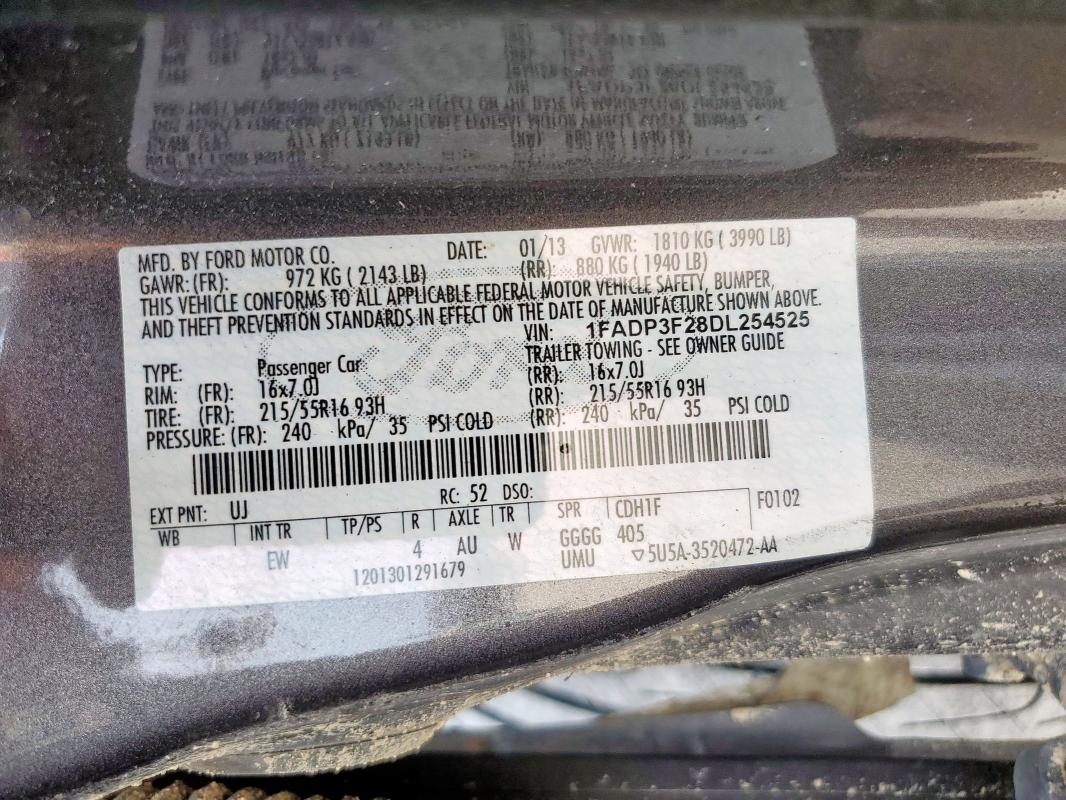 MFD. BY FORD MOTOR CO. DATE: 01/13 GVWR: 1810 KG ( 3990 LB)
GAWR: (FR): 972 KG ( 2143 LB) (RR): 880 KG ( 1940 LB)
THIS VEHICLE CONFORMS TO ALL APPLICABLE FEDERAL MOTOR VEHICLE SAFETY, BUMPER,
AND THEFT PREVENTION STANDARDS IN EFFECT ON THE DATE OF MANUFACTURE SHOWN ABOVE.
VIN: 1FADP3F28DL254525
TYPE: Passenger Car TRAILER TOWING - SEE OWNER GUIDE
RIM: (FR): 16x7.0J (RR): 16x7.0J
TIRE: (FR): 215/55R16 93H (RR): 215/55R16 93H
PRESSURE: (FR): 240 kPa/ 35 PSI COLD (RR): 240 kPa/ 35 PSI COLD
EXT PNT: UJ RC: 52 DSO: F0102
WB INT TR TP/PS R AXLE TR SPR CDH1F
EW 4 AU W GGGG 405
1201301291679 UMU ▽5U5A-3520472-AA